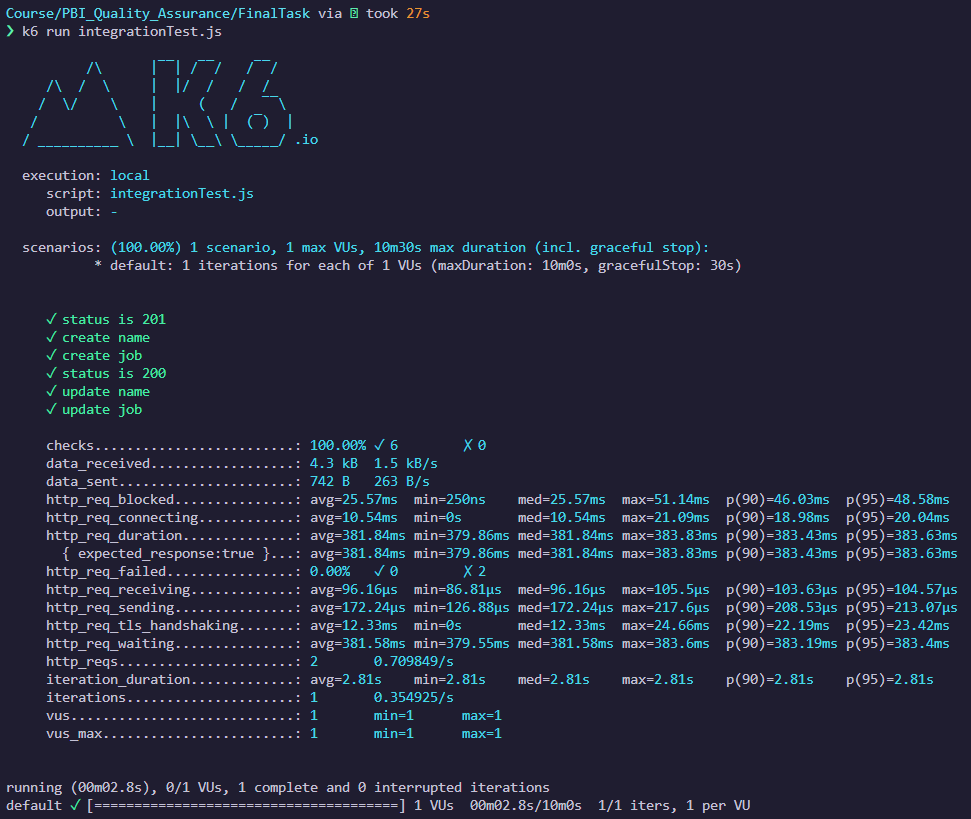 Course/PBI_Quality_Assurance/FinalTask via took 27s
❯ k6 run integrationTest.js
.io
execution: local
script: integrationTest.js
output: -
scenarios: (100.00%) 1 scenario, 1 max VUs, 10m30s max duration (incl. graceful stop):
* default: 1 iterations for each of 1 VUs (maxDuration: 10m0s, gracefulStop: 30s)
✓ status is 201
✓ create name
✓ create job
✓ status is 200
✓ update name
✓ update job
checks.........................: 100.00% ✓ 6 ✗ 0
data_received..................: 4.3 kB 1.5 kB/s
data_sent......................: 742 B 263 B/s
http_req_blocked...............: avg=25.57ms min=250ns med=25.57ms max=51.14ms p(90)=46.03ms p(95)=48.58ms
http_req_connecting............: avg=10.54ms min=0s med=10.54ms max=21.09ms p(90)=18.98ms p(95)=20.04ms
http_req_duration..............: avg=381.84ms min=379.86ms med=381.84ms max=383.83ms p(90)=383.43ms p(95)=383.63ms
{ expected_response:true }...: avg=381.84ms min=379.86ms med=381.84ms max=383.83ms p(90)=383.43ms p(95)=383.63ms
http_req_failed................: 0.00% ✓ 0 ✗ 2
http_req_receiving.............: avg=96.16µs min=86.81µs med=96.16µs max=105.5µs p(90)=103.63µs p(95)=104.57µs
http_req_sending...............: avg=172.24µs min=126.88µs med=172.24µs max=217.6µs p(90)=208.53µs p(95)=213.07µs
http_req_tls_handshaking.......: avg=12.33ms min=0s med=12.33ms max=24.66ms p(90)=22.19ms p(95)=23.42ms
http_req_waiting...............: avg=381.58ms min=379.55ms med=381.58ms max=383.6ms p(90)=383.19ms p(95)=383.4ms
http_reqs......................: 2 0.709849/s
iteration_duration.............: avg=2.81s min=2.81s med=2.81s max=2.81s p(90)=2.81s p(95)=2.81s
iterations.....................: 1 0.354925/s
vus............................: 1 min=1 max=1
vus_max........................: 1 min=1 max=1
running (00m02.8s), 0/1 VUs, 1 complete and 0 interrupted iterations
default ✓ [======================================] 1 VUs 00m02.8s/10m0s 1/1 iters, 1 per VU